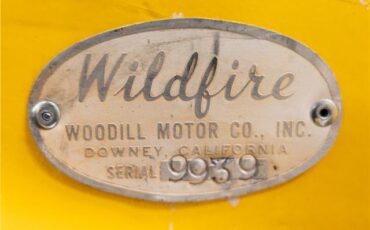 Wildfire
WOODILL MOTOR CO., INC.
DOWNEY, CALIFORNIA
SERIAL 9939